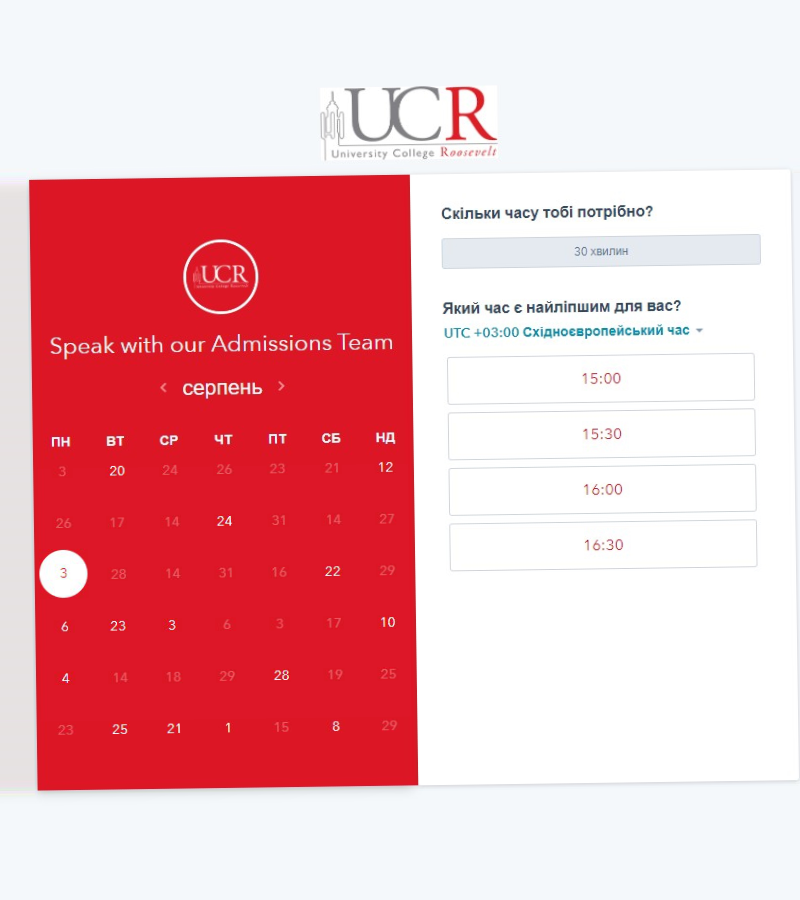 UCR
University College Roosevelt
UCR
Speak with our Admissions Team
серпень
ПН ВТ СР ЧТ ПТ СБ НД
3 20 24 26 23 21 12
26 17 14 24 31 14 27
3 28 14 31 16 22 29
6 23 3 6 3 17 10
4 14 18 29 28 19 25
23 25 21 1 15 8 29
Скільки часу тобі потрібно?
30 хвилин
Який час є найліпшим для вас?
UTC +03:00 Східноєвропейський час
15:00
15:30
16:00
16:30